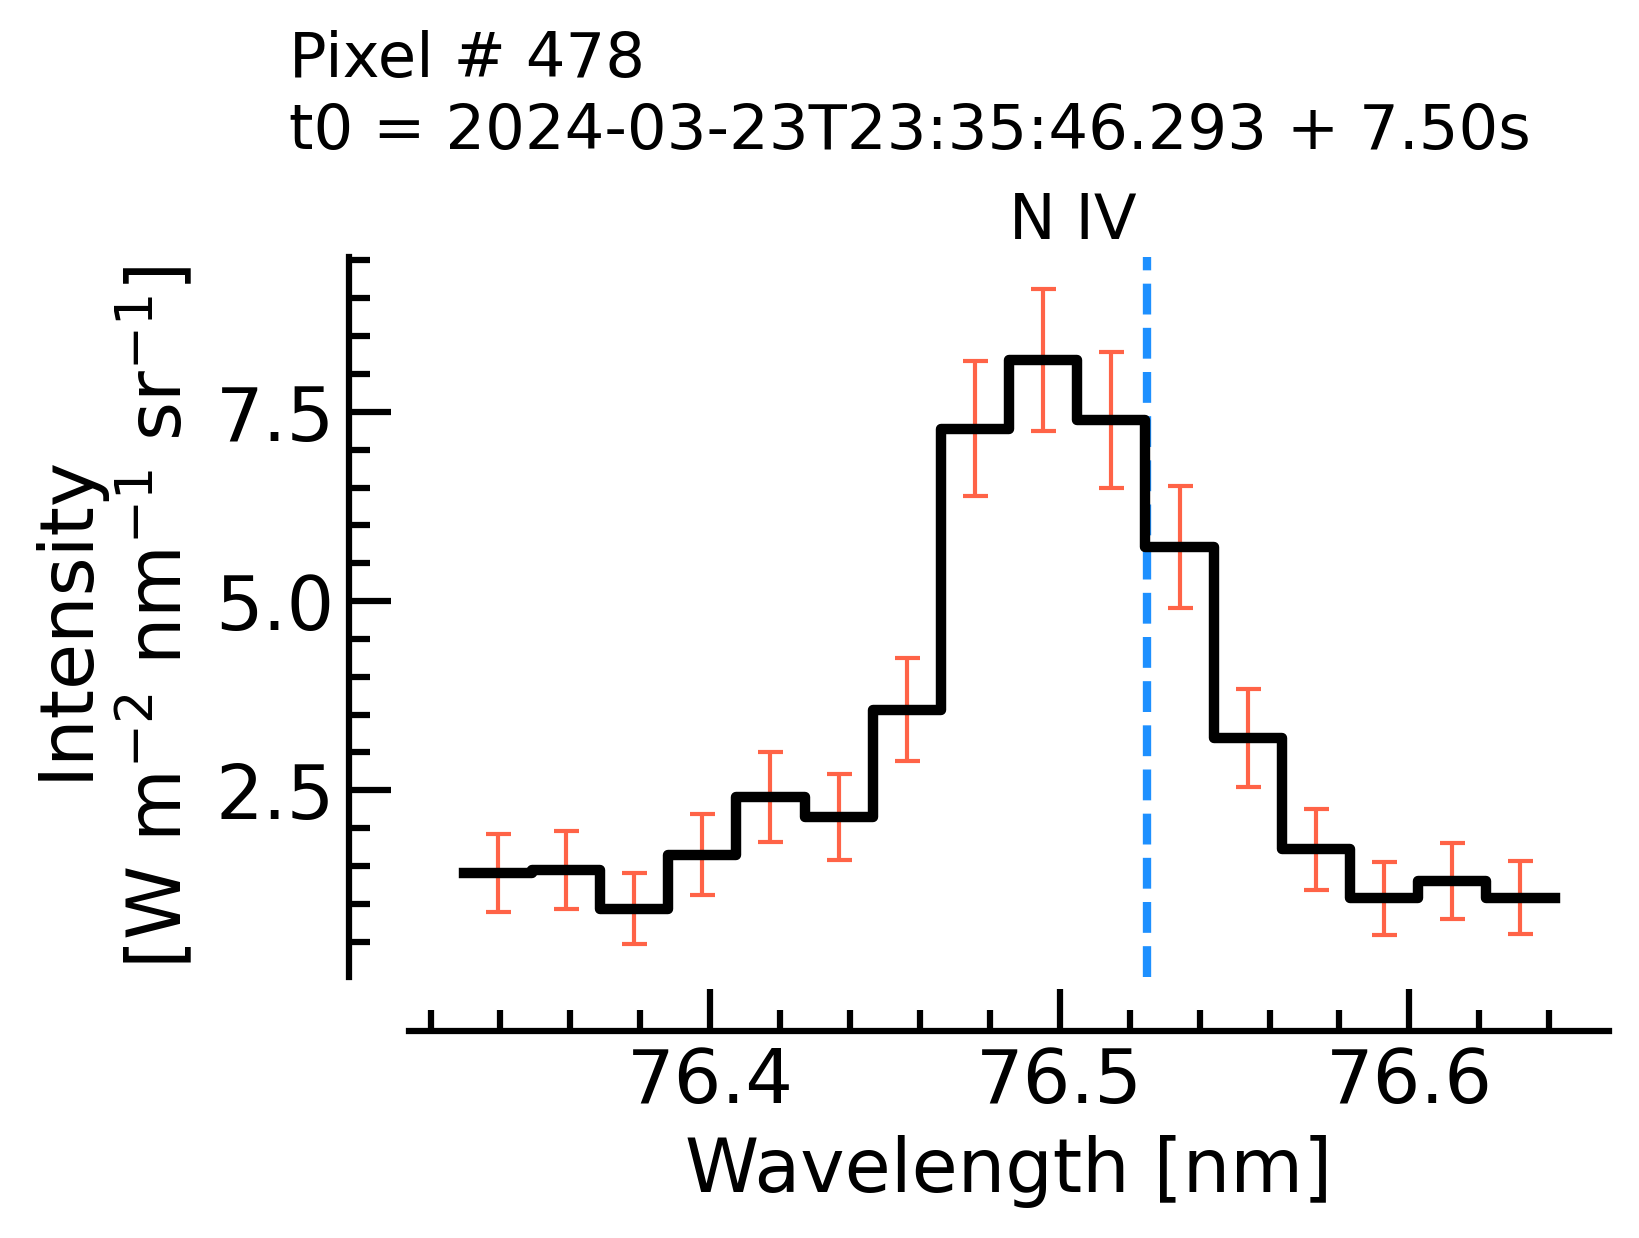 Pixel # 478
t0 = 2024-03-23T23:35:46.293 + 7.50s
N IV
Intensity
[W m⁻² nm⁻¹ sr⁻¹]
7.5
5.0
2.5
76.4 76.5 76.6
Wavelength [nm]